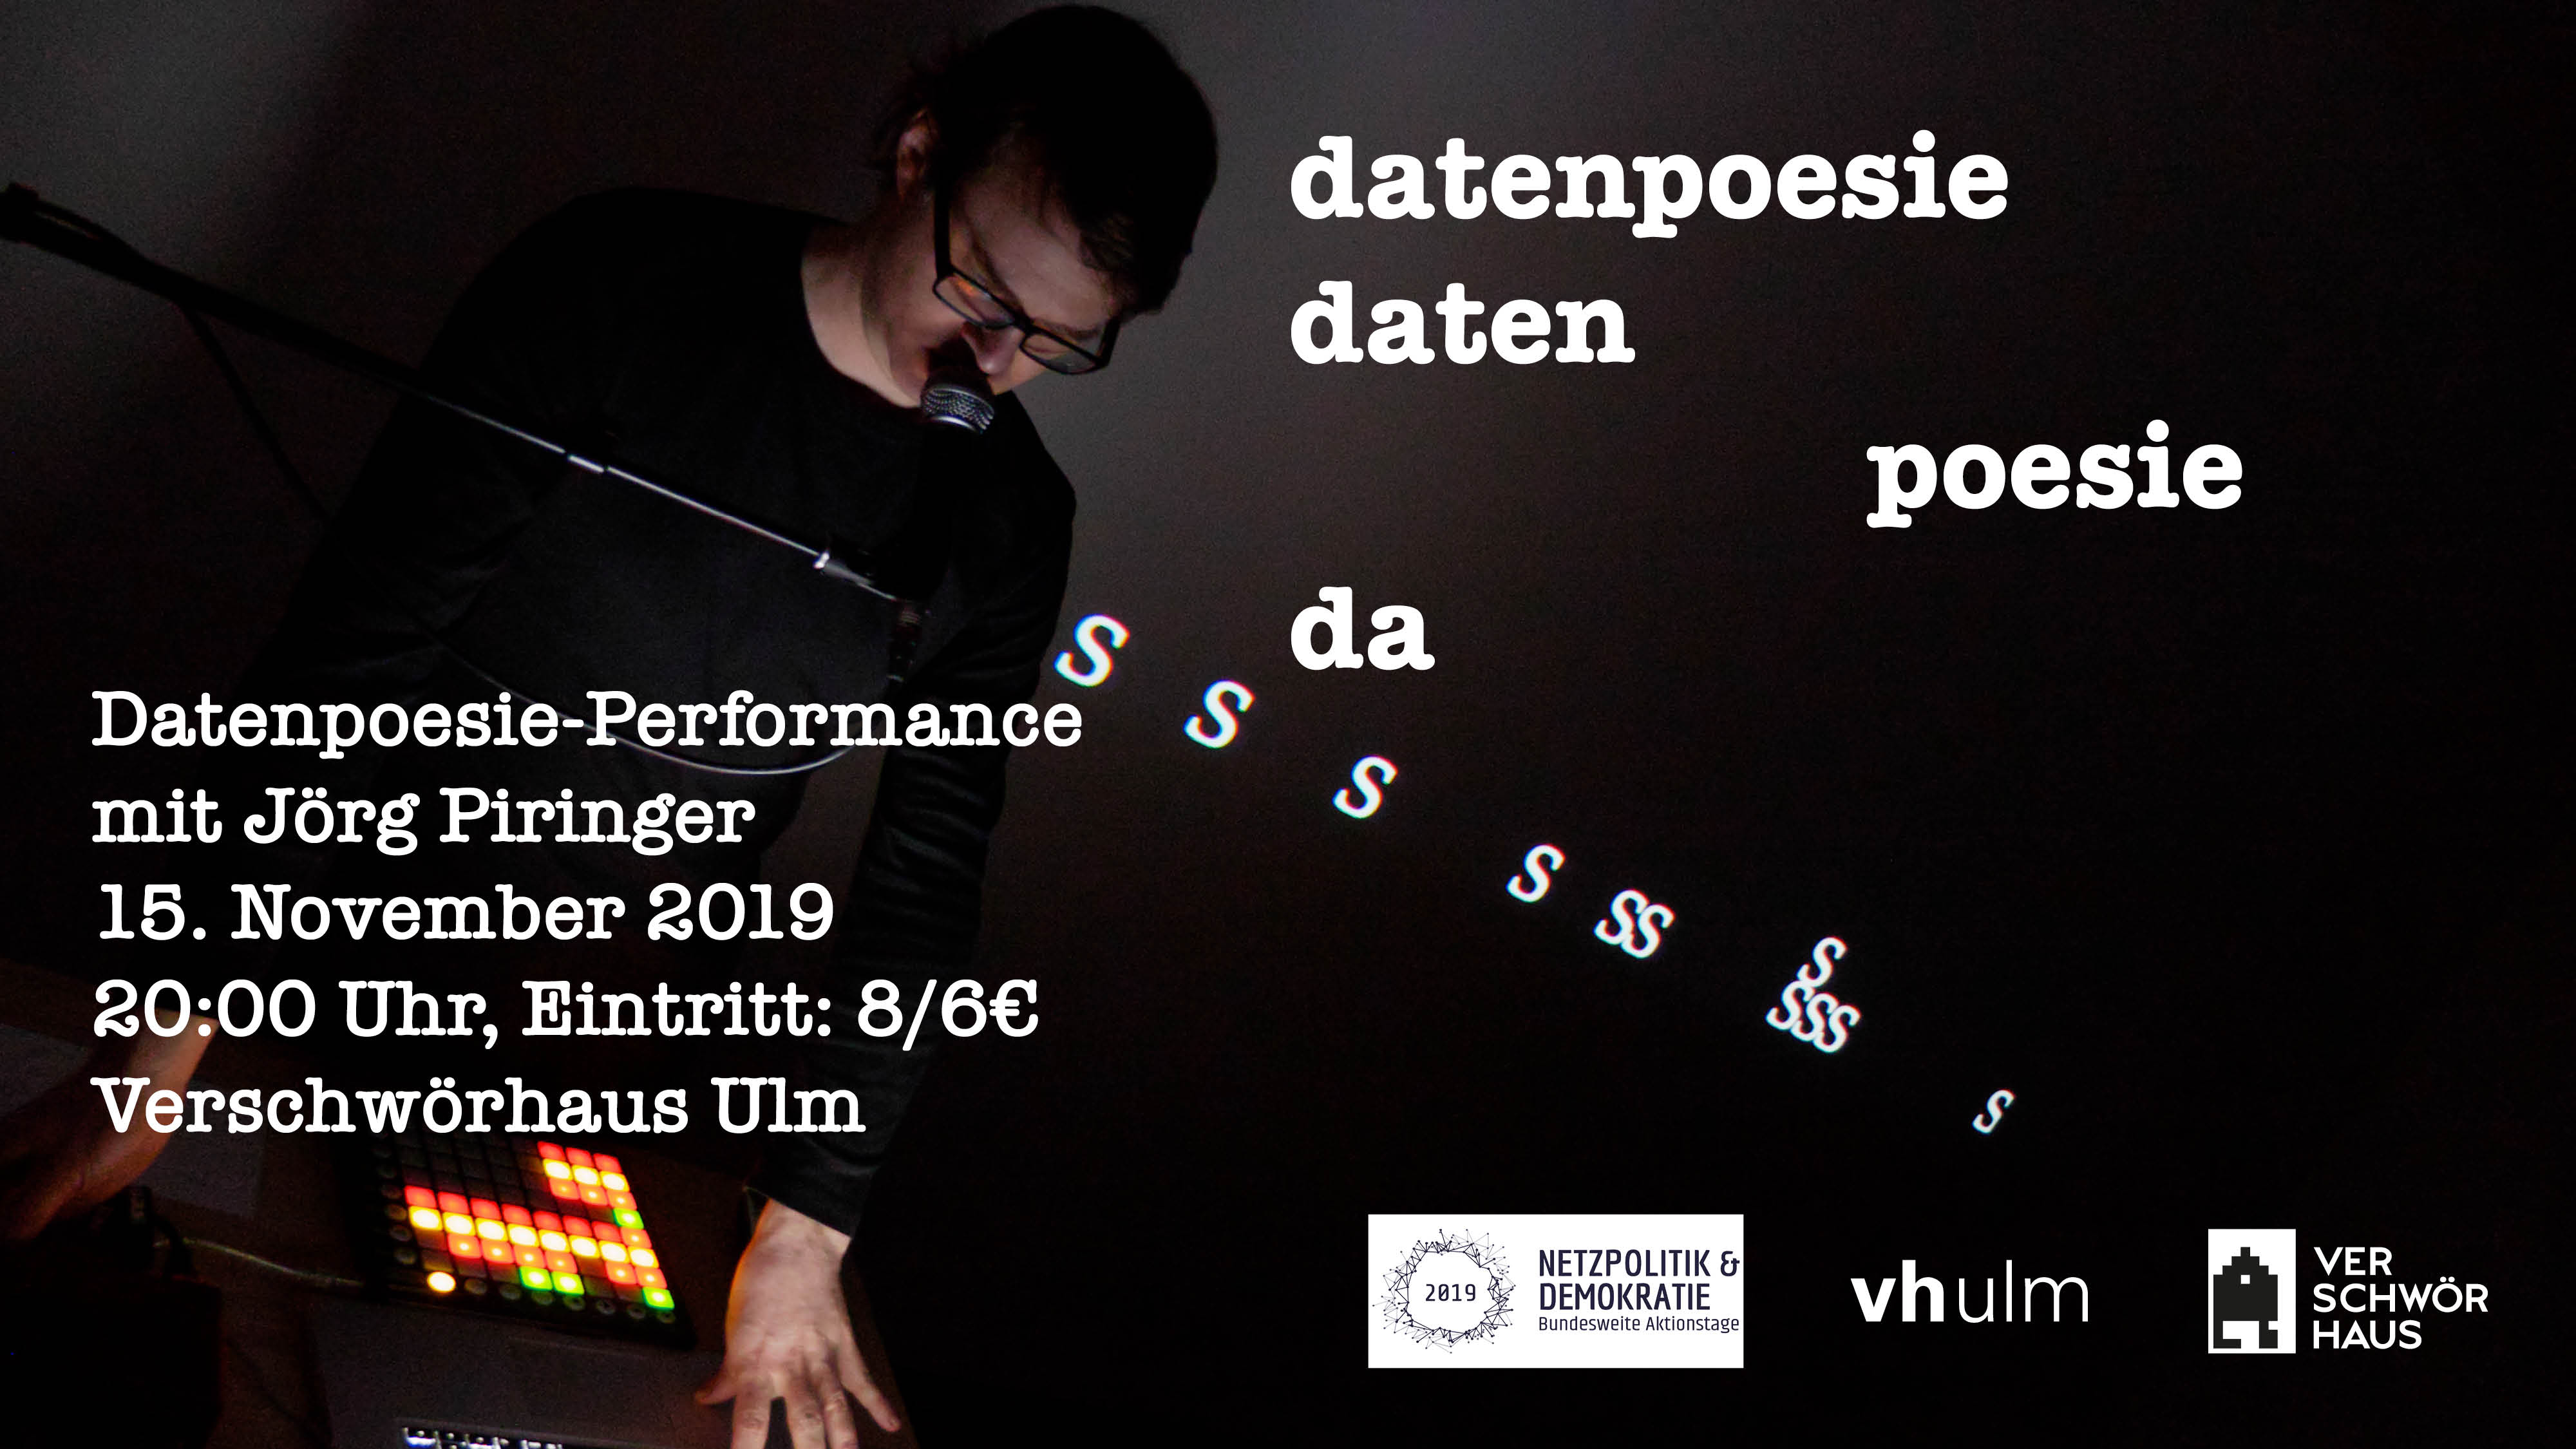 datenpoesie
daten
poesie
da
s
s
s
s
ss
s
sss
s
Datenpoesie-Performance
mit Jörg Piringer
15. November 2019
20:00 Uhr, Eintritt: 8/6€
Verschwörhaus Ulm
2019
NETZPOLITIK &
DEMOKRATIE
Bundesweite Aktionstage
vhulm
VER
SCHWÖR
HAUS